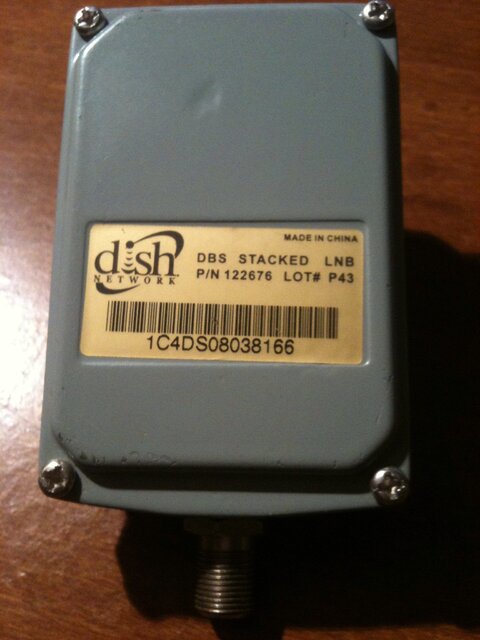 MADE IN CHINA
dish
NETWORK
DBS STACKED LNB
P/N 122676 LOT# P43
1C4DS08038166